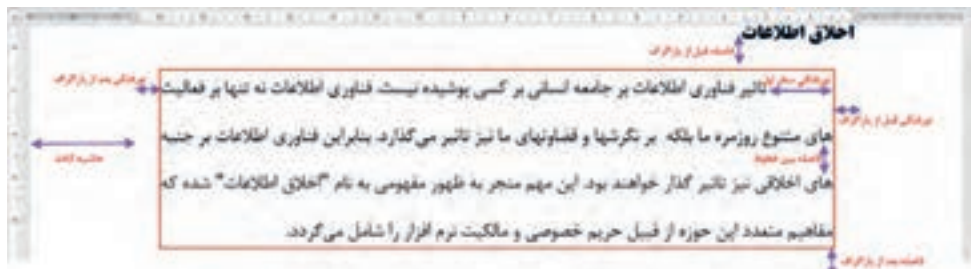 اخلاق اطلاعات
فاصله قبل از پاراگراف
تورفتگی سطر اول
تاثیر فناوری اطلاعات بر جامعه انسانی بر کسی پوشیده نیست. فناوری اطلاعات نه تنها بر فعالیت
تورفتگی بعد از پاراگراف
تورفتگی قبل از پاراگراف
های متنوع روزمره ما بلکه بر نگرشها و قضاوتهای ما نیز تاثیر می‌گذارد. بنابراین فناوری اطلاعات بر جنبه
فاصله بین خطوط
حاشیه کاغذ
های اخلاقی نیز تاثیر گذار خواهند بود. این مهم منجر به ظهور مفهومی به نام "اخلاق اطلاعات" شده که
مفاهیم متعدد این حوزه از قبیل حریم خصوصی و مالکیت نرم افزار را شامل می‌گردد.
فاصله بعد از پاراگراف